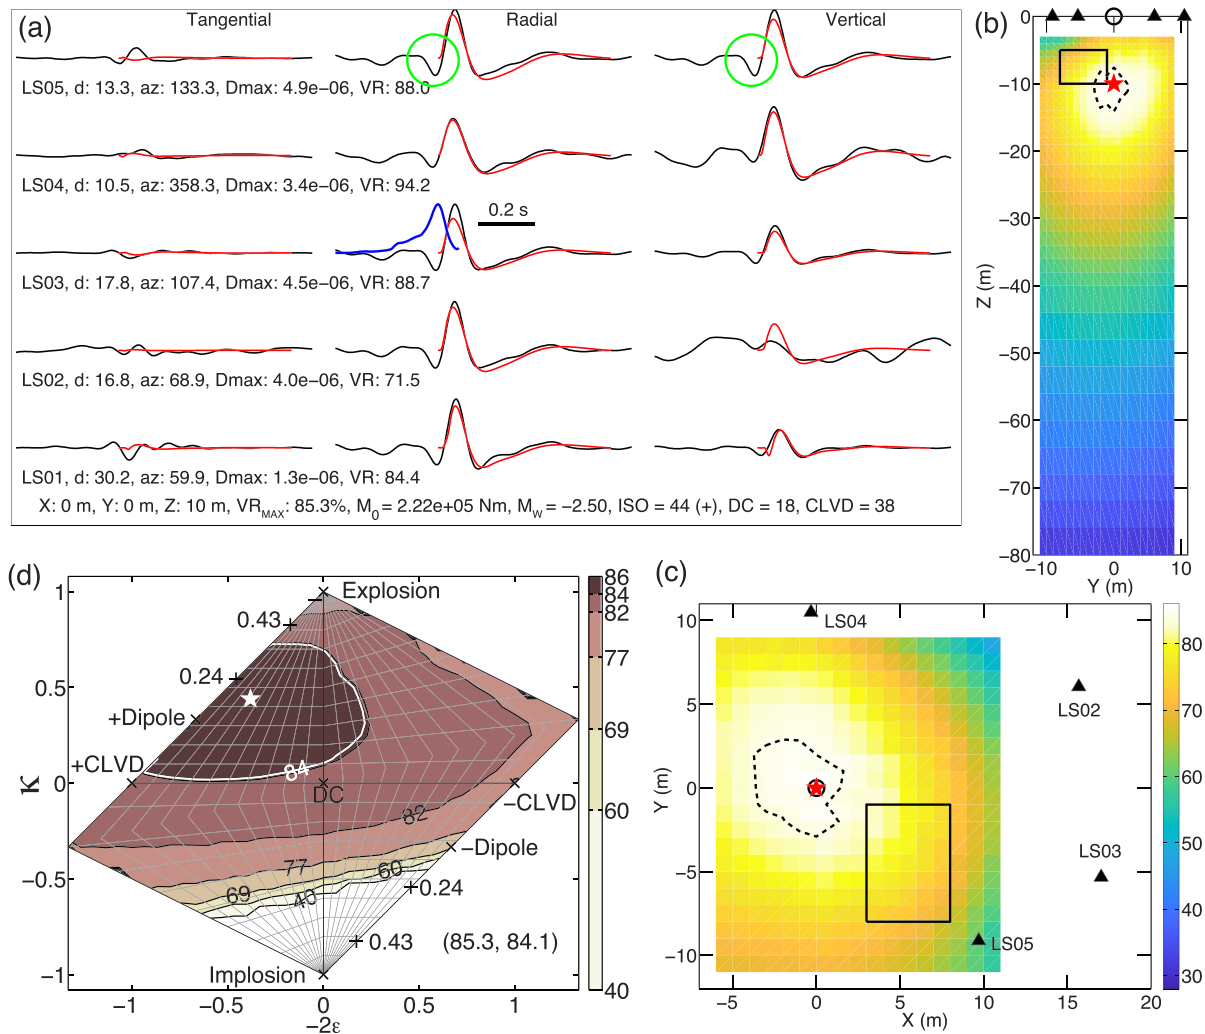 (a)
Tangential
Radial
Vertical
LS05, d: 13.3, az: 133.3, Dmax: 4.9e−06, VR: 88.0
LS04, d: 10.5, az: 358.3, Dmax: 3.4e−06, VR: 94.2
0.2 s
LS03, d: 17.8, az: 107.4, Dmax: 4.5e−06, VR: 88.7
LS02, d: 16.8, az: 68.9, Dmax: 4.0e−06, VR: 71.5
LS01, d: 30.2, az: 59.9, Dmax: 1.3e−06, VR: 84.4
X: 0 m, Y: 0 m, Z: 10 m, VR_MAX: 85.3%, M_0 = 2.22e+05 Nm, M_W = −2.50, ISO = 44 (+), DC = 18, CLVD = 38
(b)
0
−10
−20
−30
−40
−50
−60
−70
−80
Z (m)
−10
0
10
Y (m)
(d)
1
0.5
0
−0.5
−1
κ
Explosion
0.43
0.24
+Dipole
+CLVD
84
DC
82
−CLVD
−Dipole
77
60
69
40
0.24
0.43
(85.3, 84.1)
Implosion
−1
−0.5
0
0.5
1
−2ε
86
84
82
77
69
60
40
(c)
10
5
0
−5
−10
Y (m)
LS04
LS02
LS03
LS05
−5
0
5
10
15
20
X (m)
80
70
60
50
40
30